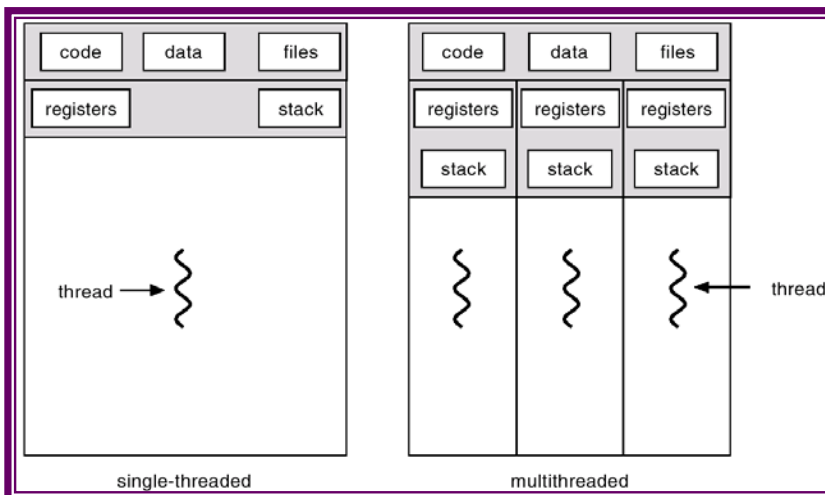 code data files
registers stack
thread
single-threaded
code data files
registers registers registers
stack stack stack
thread
multithreaded